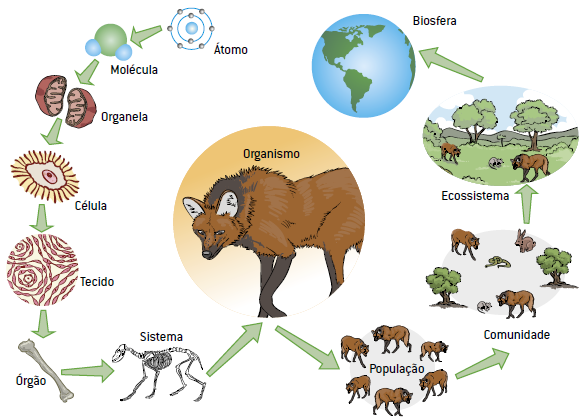 Átomo
Molécula
Organela
Célula
Tecido
Órgão
Sistema
Organismo
População
Comunidade
Ecossistema
Biosfera